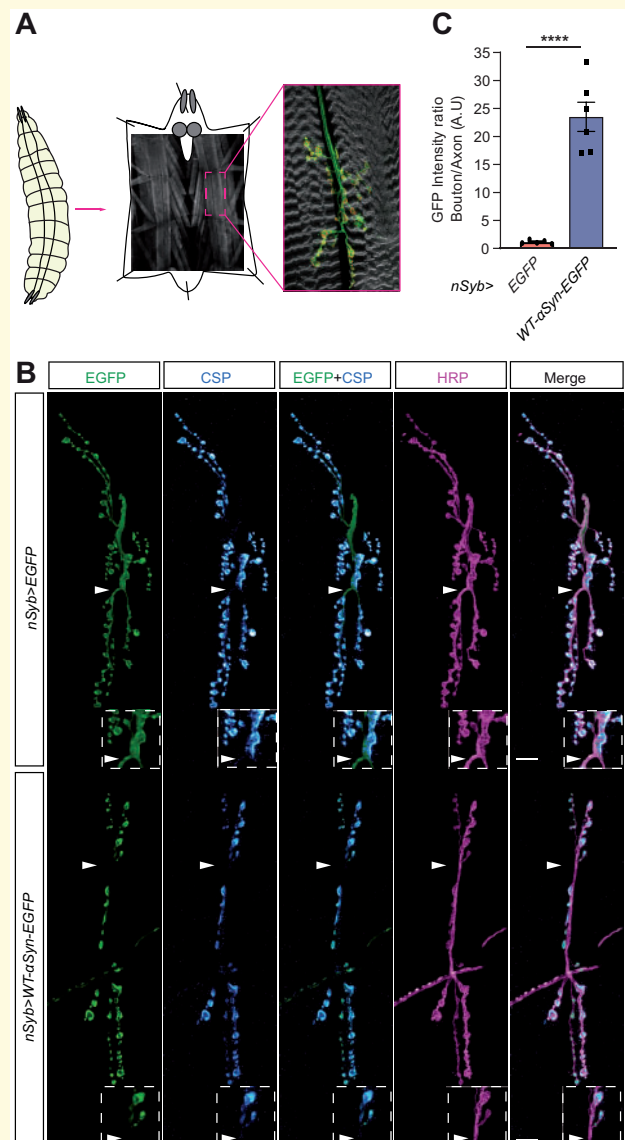 A
C
****
35
30
25
20
15
10
5
0
GFP Intensity ratio
Bouton/Axon (A.U)
nSyb>
EGFP
WT-αSyn-EGFP
B
EGFP
CSP
EGFP+CSP
HRP
Merge
nSyb>EGFP
nSyb>WT-αSyn-EGFP